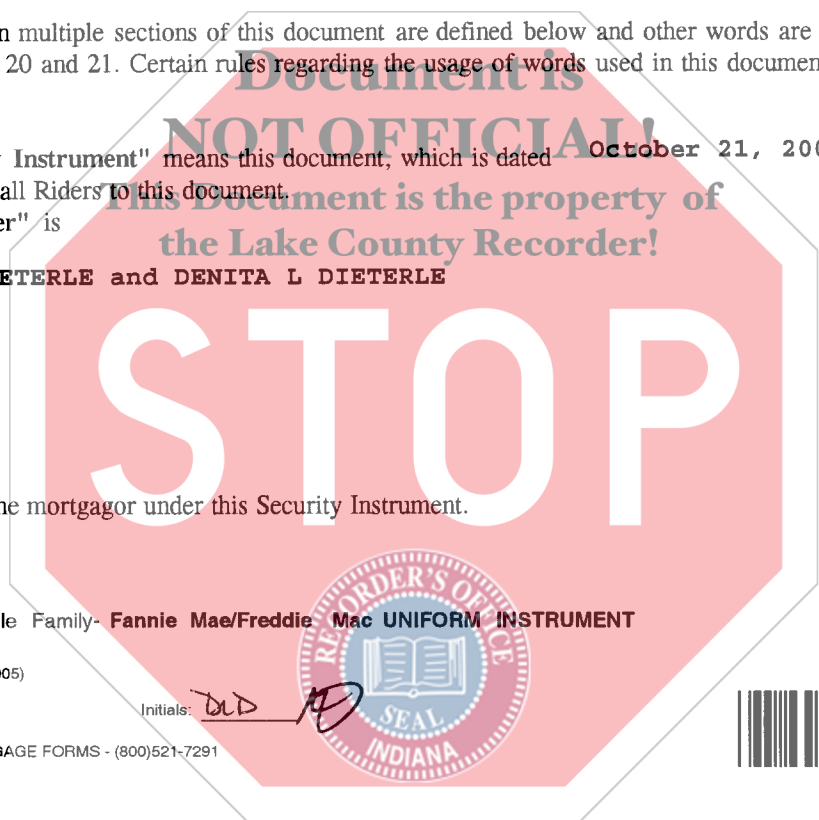 n multiple sections of this document are defined below and other words are
20 and 21. Certain rules regarding the usage of words used in this documen
Document is
NOT OFFICIAL!
Instrument" means this document, which is dated October 21, 200
all Riders to this document.
This Document is the property of
er" is
the Lake County Recorder!
ETERLE and DENITA L DIETERLE
STOP
he mortgagor under this Security Instrument.
RECORDER'S OFFICE
le Family- Fannie Mae/Freddie Mac UNIFORM INSTRUMENT
005)
Initials: DLD
SEAL
INDIANA
GAGE FORMS - (800)521-7291